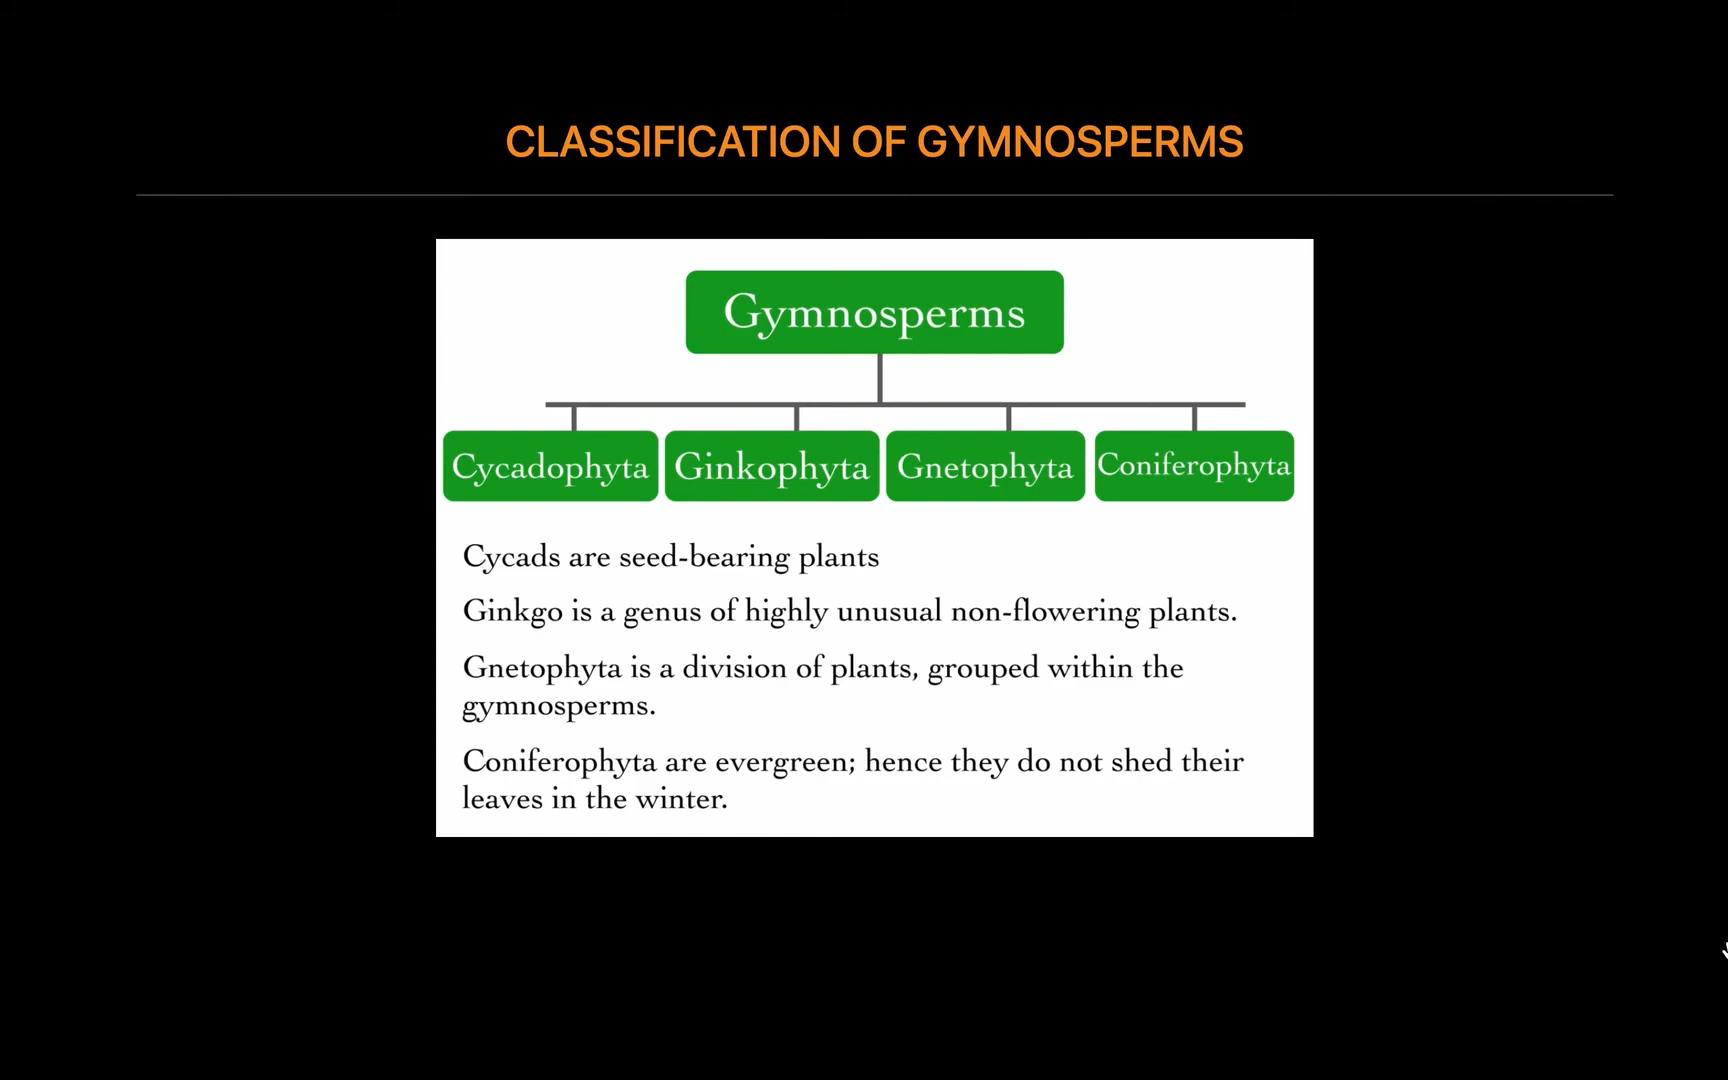 CLASSIFICATION OF GYMNOSPERMS
Gymnosperms
Cycadophyta
Ginkophyta
Gnetophyta
Coniferophyta
Cycads are seed-bearing plants
Ginkgo is a genus of highly unusual non-flowering plants.
Gnetophyta is a division of plants, grouped within the
gymnosperms.
Coniferophyta are evergreen; hence they do not shed their
leaves in the winter.